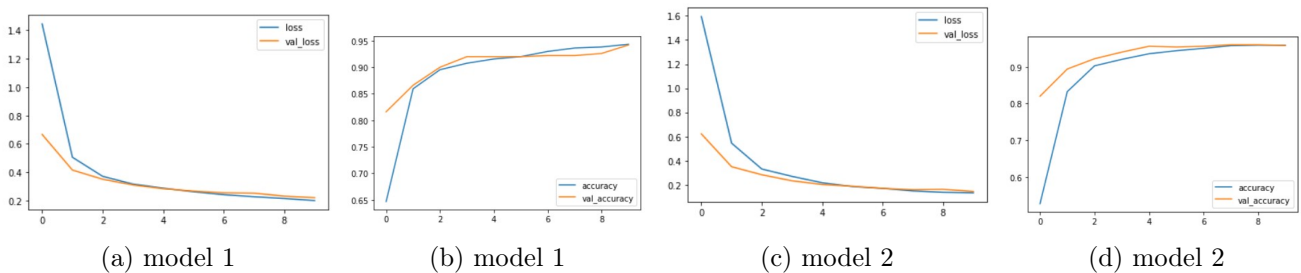 1.4
1.2
1.0
0.8
0.6
0.4
0.2
0 2 4 6 8
loss
val_loss
0.95
0.90
0.85
0.80
0.75
0.70
0.65
0 2 4 6 8
accuracy
val_accuracy
1.6
1.4
1.2
1.0
0.8
0.6
0.4
0.2
0 2 4 6 8
loss
val_loss
0.9
0.8
0.7
0.6
0 2 4 6 8
accuracy
val_accuracy
(a) model 1
(b) model 1
(c) model 2
(d) model 2